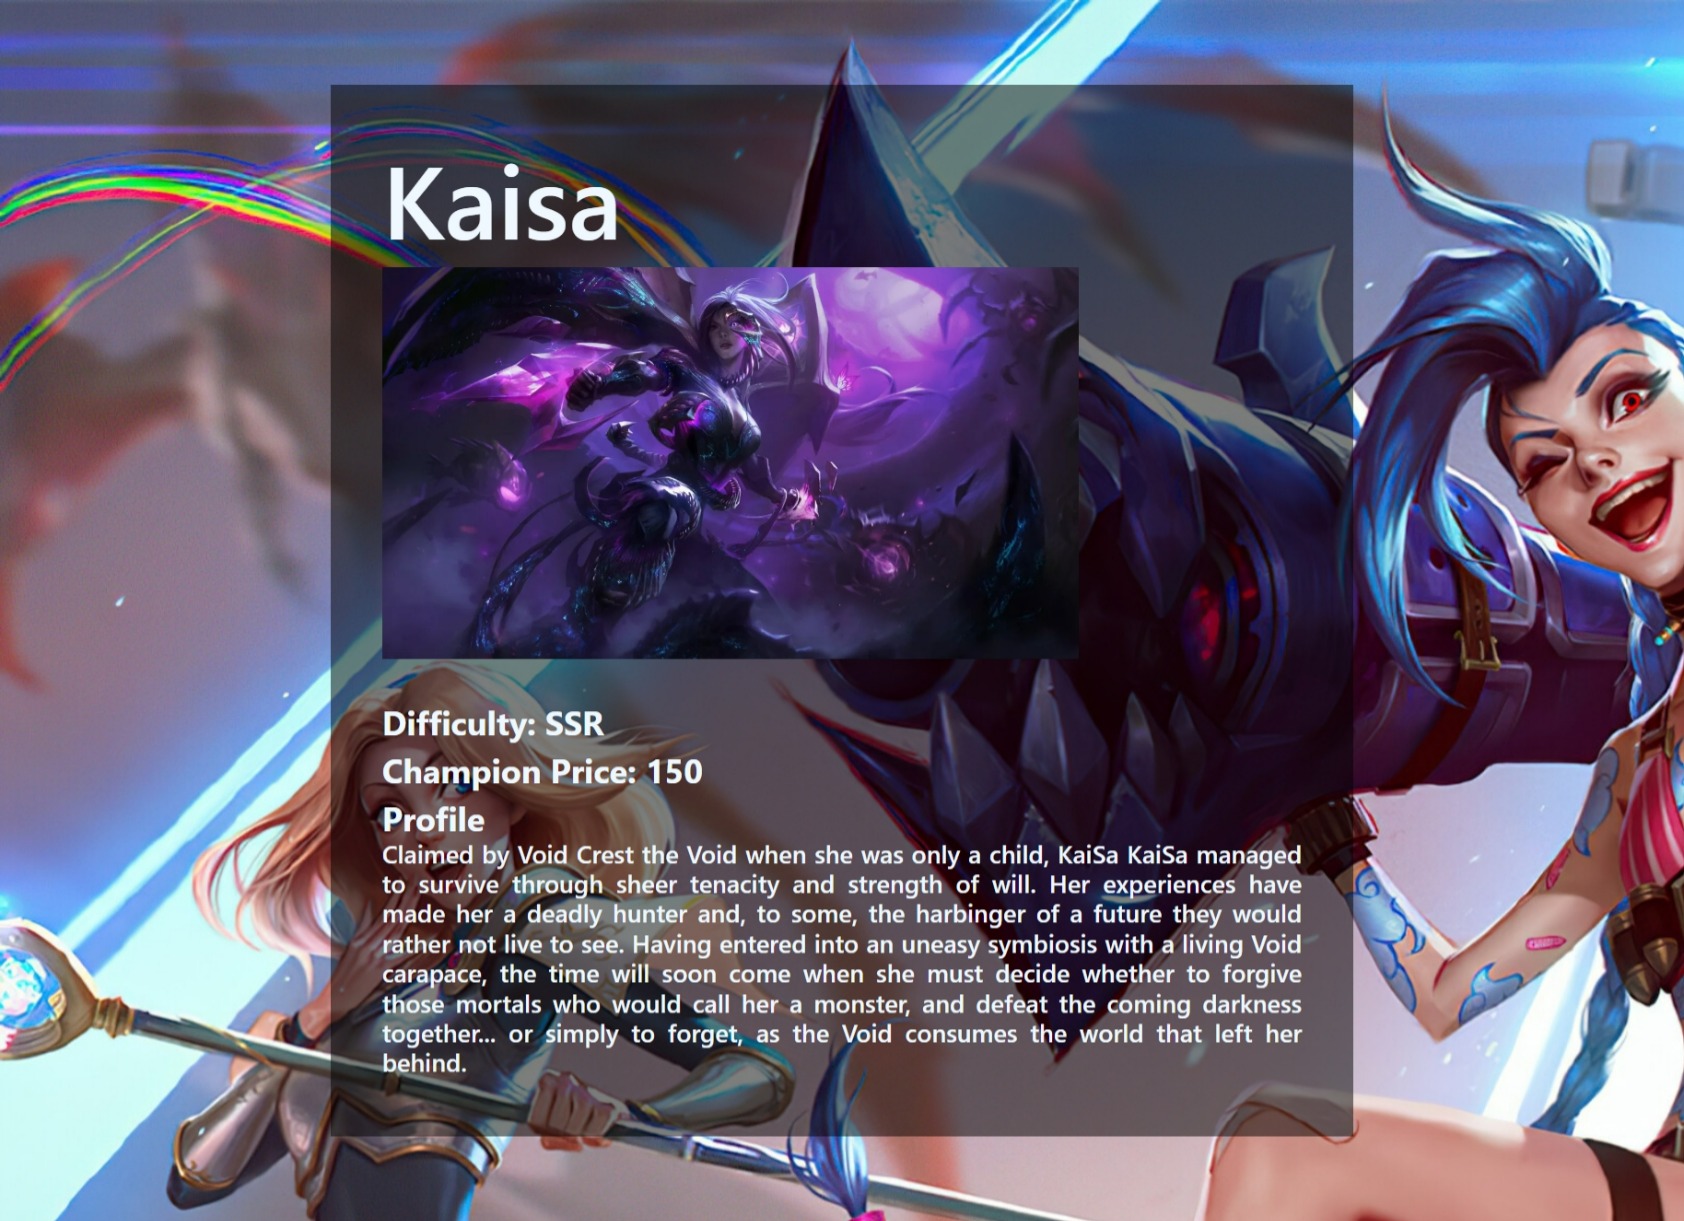 Kaisa
Difficulty: SSR
Champion Price: 150
Profile
Claimed by Void Crest the Void when she was only a child, KaiSa KaiSa managed
to survive through sheer tenacity and strength of will. Her experiences have
made her a deadly hunter and, to some, the harbinger of a future they would
rather not live to see. Having entered into an uneasy symbiosis with a living Void
carapace, the time will soon come when she must decide whether to forgive
those mortals who would call her a monster, and defeat the coming darkness
together... or simply to forget, as the Void consumes the world that left her
behind.